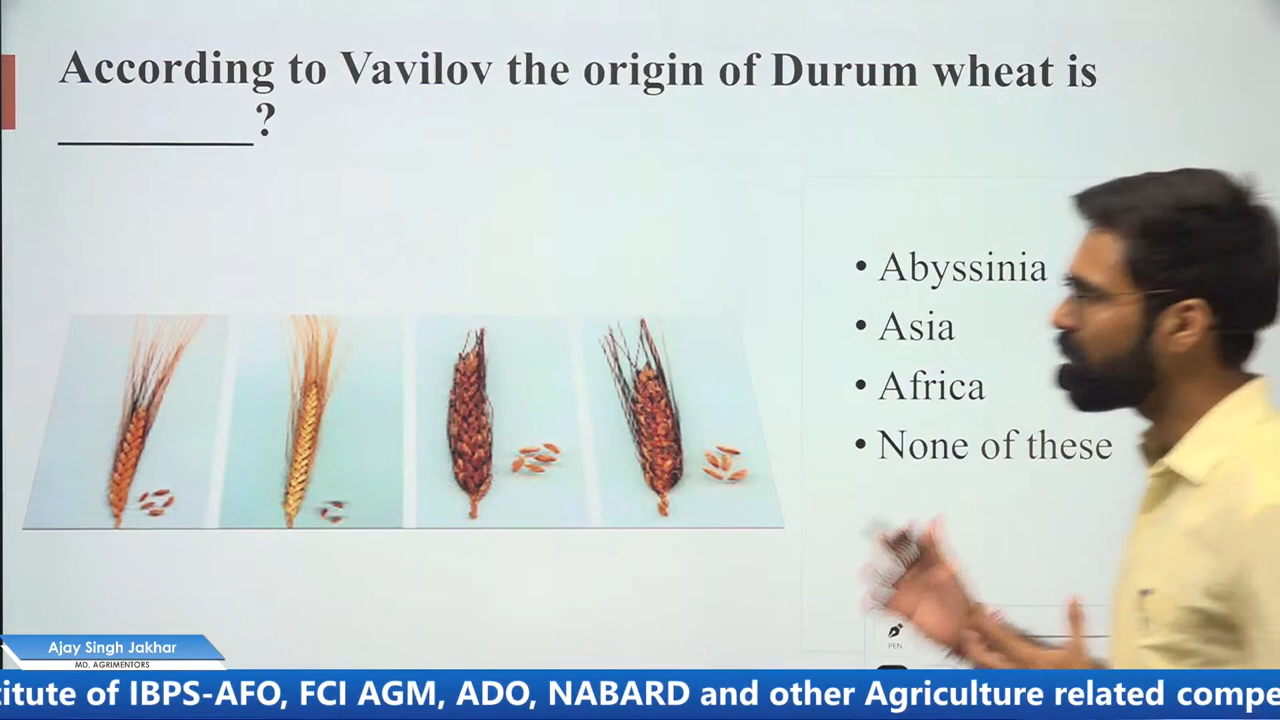 According to Vavilov the origin of Durum wheat is
________?
• Abyssinia
• Asia
• Africa
• None of these
PEN
Ajay Singh Jakhar
MD. AGRIMENTORS
titute of IBPS-AFO, FCI AGM, ADO, NABARD and other Agriculture related compe